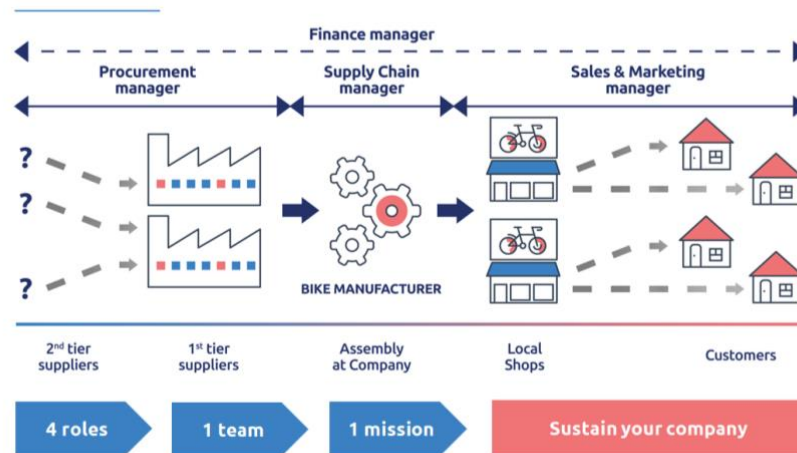 Finance manager
Procurement
manager
Supply Chain
manager
Sales & Marketing
manager
?
?
?
BIKE MANUFACTURER
2nd tier
suppliers
1st tier
suppliers
Assembly
at Company
Local
Shops
Customers
4 roles
1 team
1 mission
Sustain your company